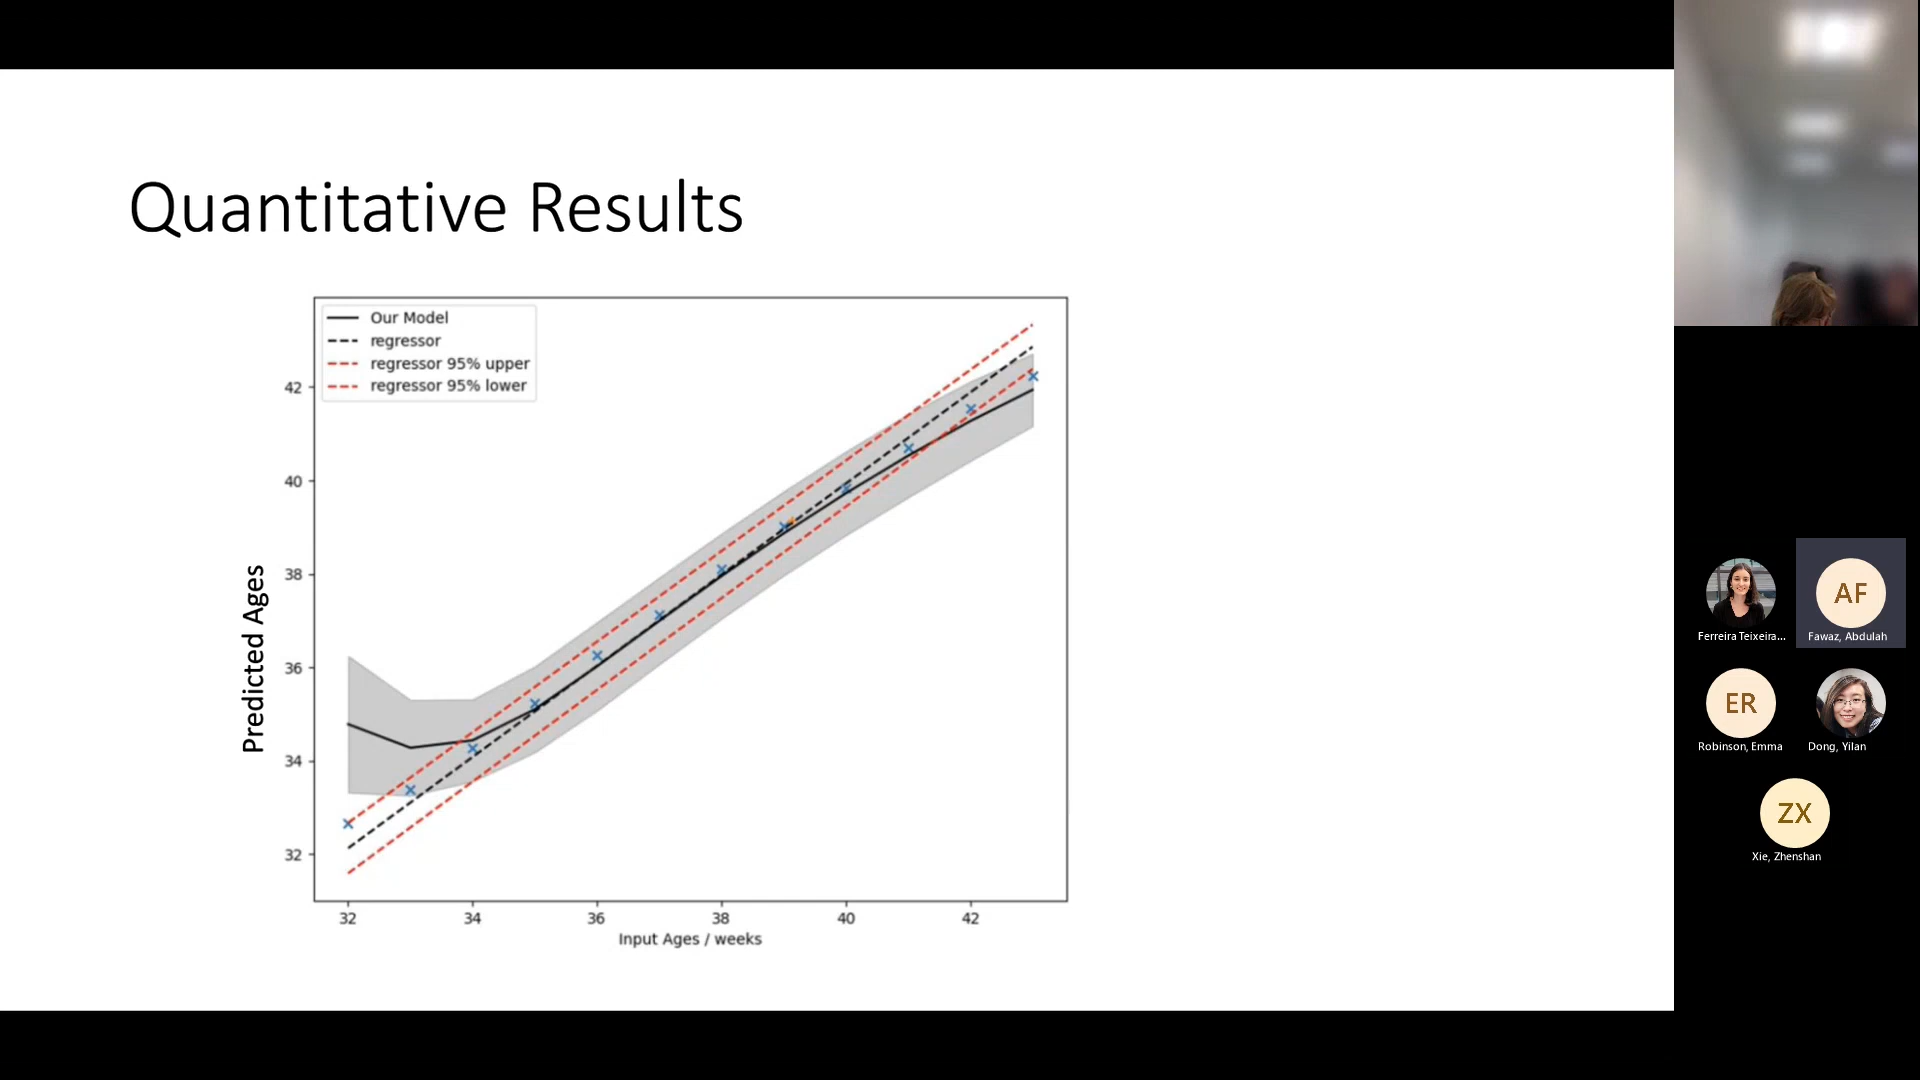 Quantitative Results
Our Model
regressor
regressor 95% upper
regressor 95% lower
42
40
38
36
34
32
Predicted Ages
32 34 36 38 40 42
Input Ages / weeks
Ferreira Teixeira...
AF
Fawaz, Abdulah
ER
Robinson, Emma
Dong, Yilan
ZX
Xie, Zhenshan